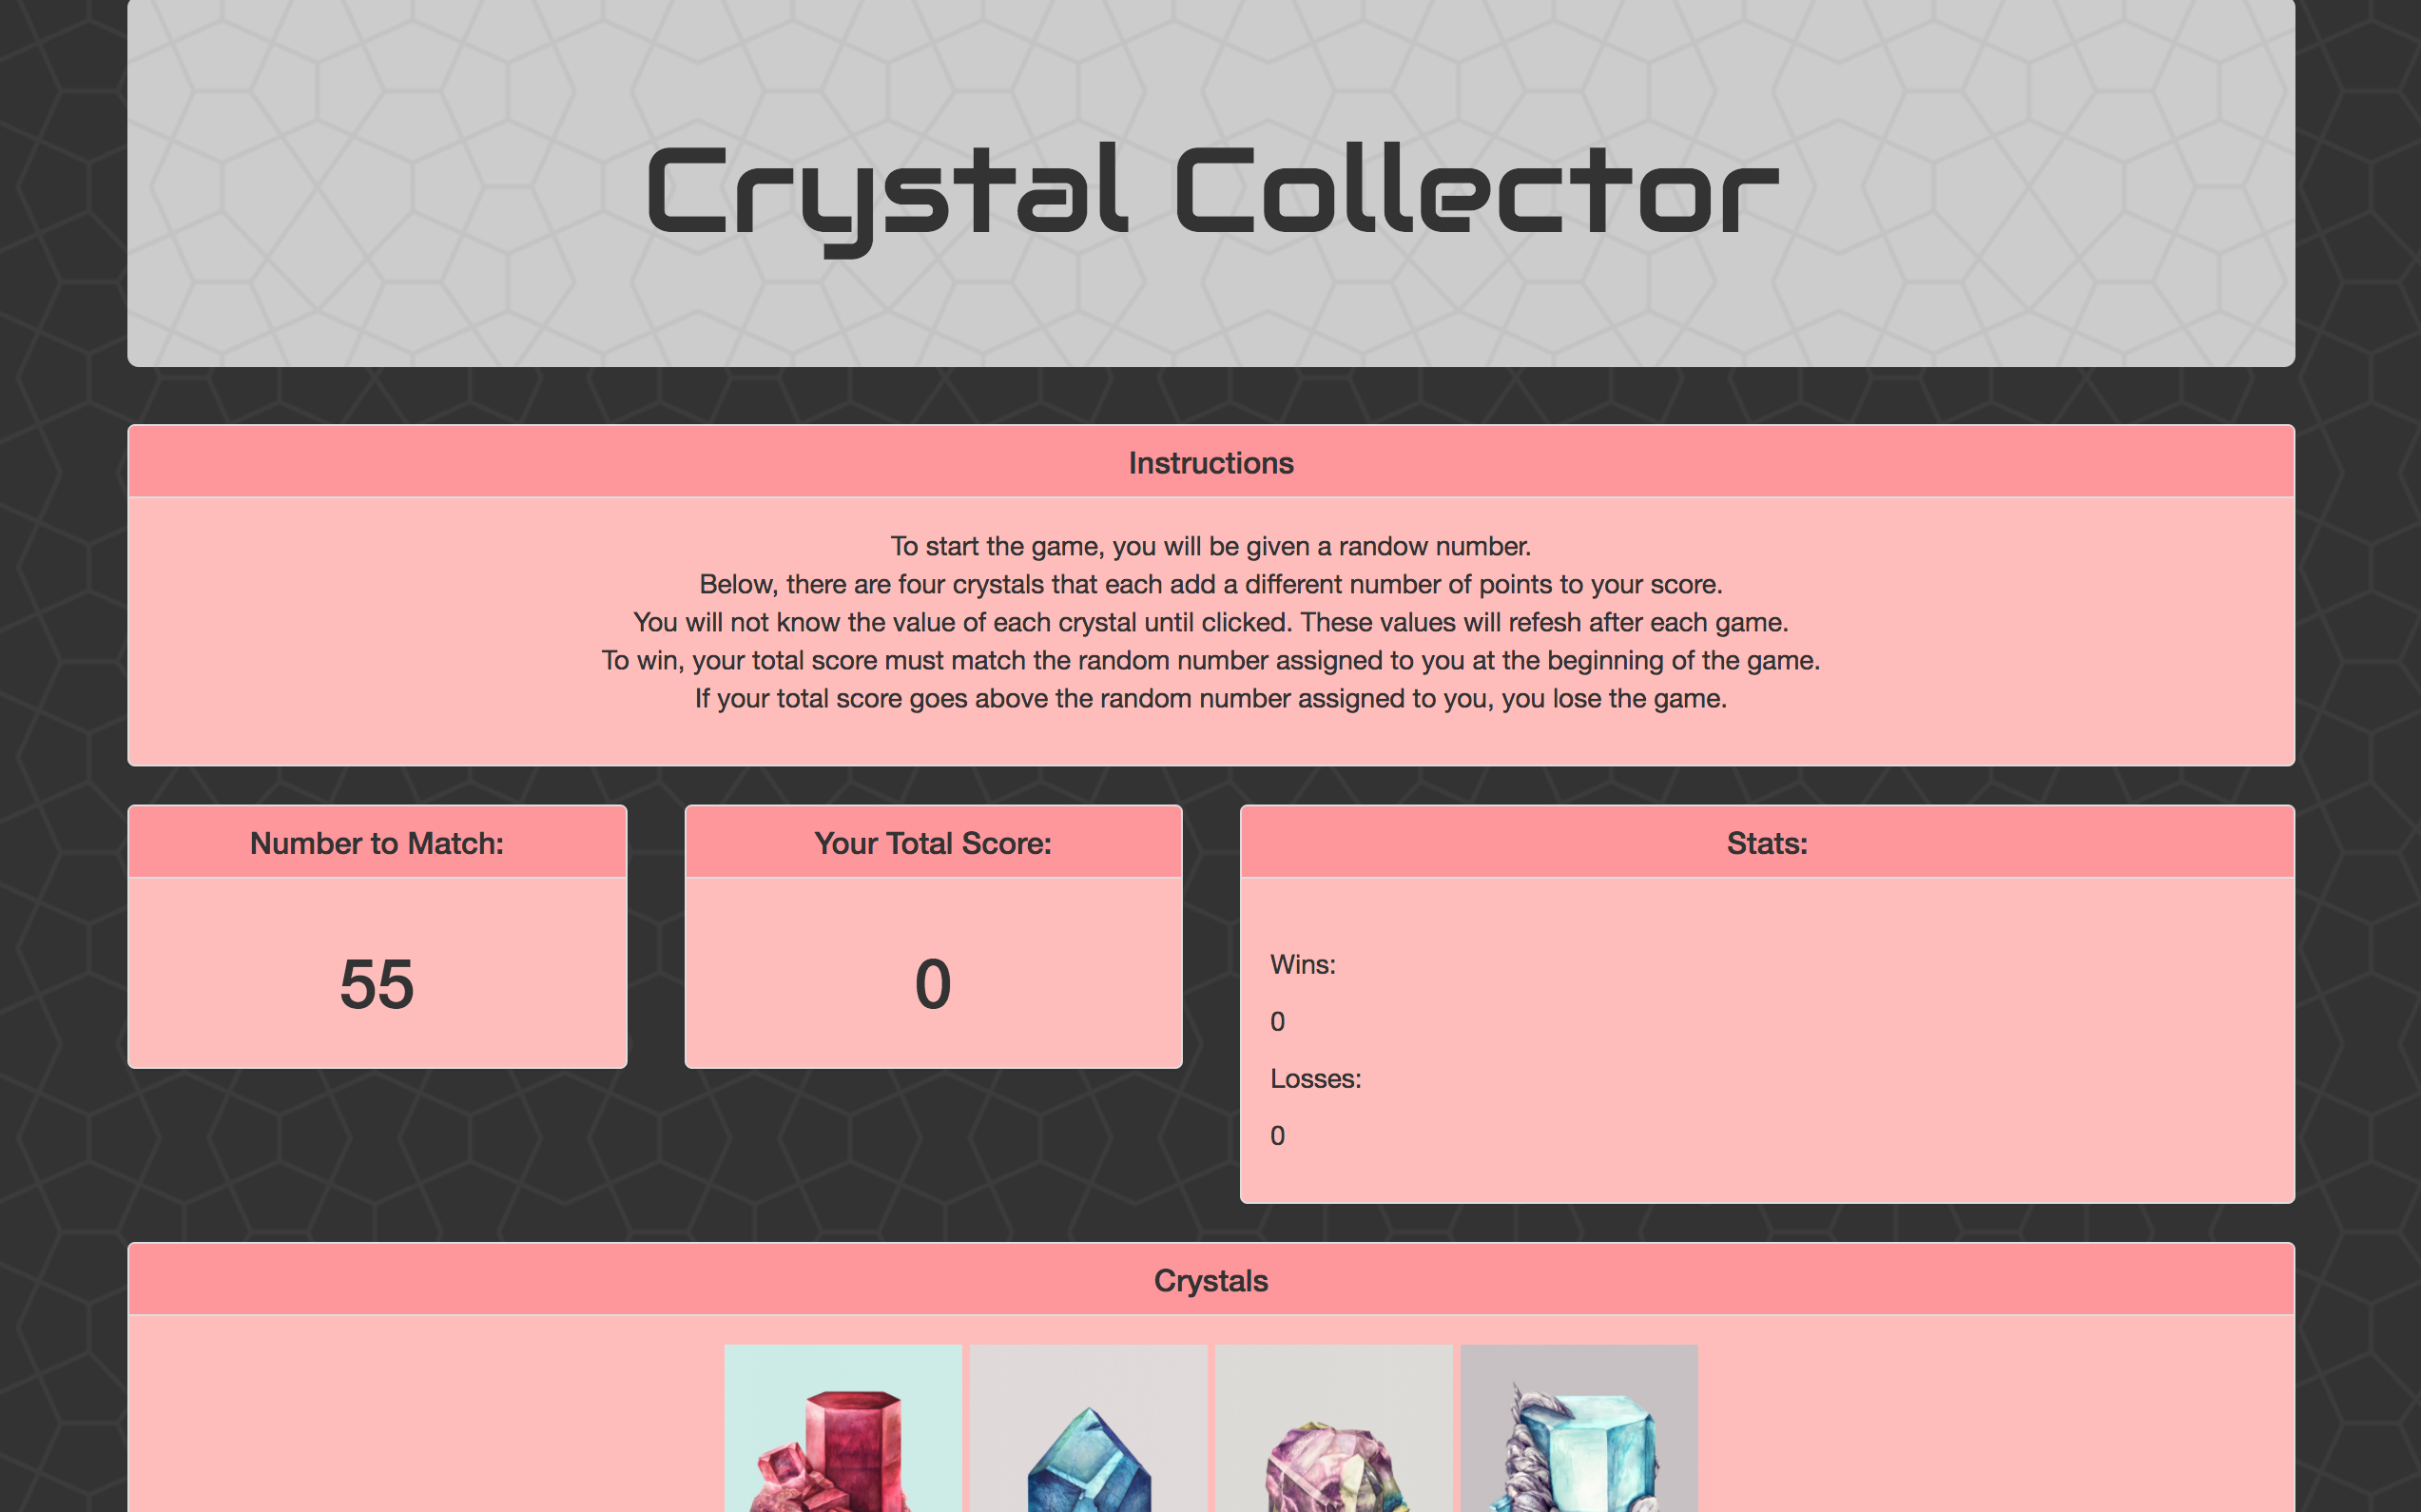 Crystal Collector
Instructions
To start the game, you will be given a randow number.
Below, there are four crystals that each add a different number of points to your score.
You will not know the value of each crystal until clicked. These values will refesh after each game.
To win, your total score must match the random number assigned to you at the beginning of the game.
If your total score goes above the random number assigned to you, you lose the game.
Number to Match:
55
Your Total Score:
0
Stats:
Wins:
0
Losses:
0
Crystals